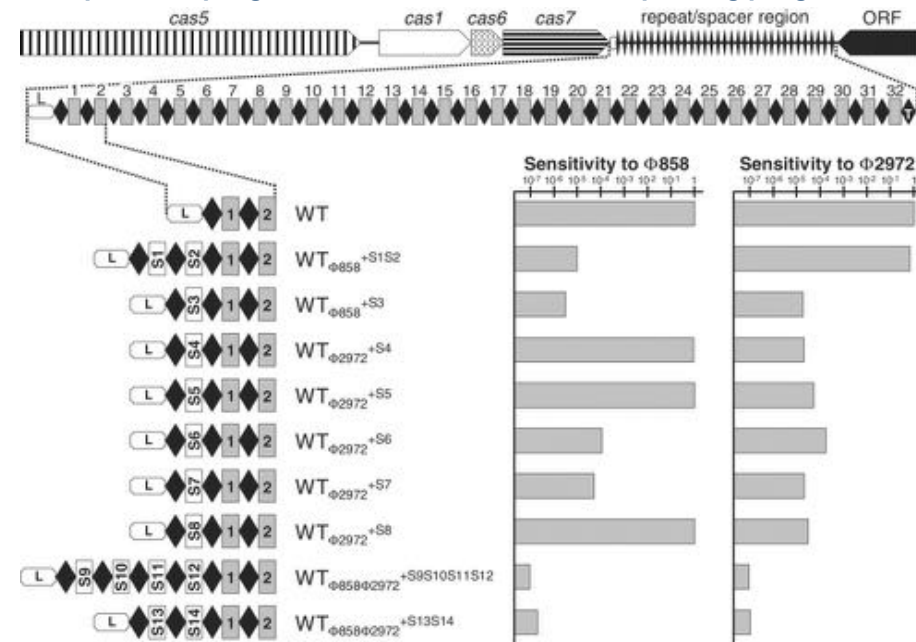 cas5 cas1 cas6 cas7 repeat/spacer region ORF
L 1 2 3 4 5 6 7 8 9 10 11 12 13 14 15 16 17 18 19 20 21 22 23 24 25 26 27 28 29 30 31 32 T
Sensitivity to Φ858 Sensitivity to Φ2972
10-7 10-6 10-5 10-4 10-3 10-2 10-1 1 10-7 10-6 10-5 10-4 10-3 10-2 10-1 1
L 1 2 WT
L S1 S2 1 2 WTΦ858+S1S2
L S3 1 2 WTΦ858+S3
L S4 1 2 WTΦ2972+S4
L S5 1 2 WTΦ2972+S5
L S6 1 2 WTΦ2972+S6
L S7 1 2 WTΦ2972+S7
L S8 1 2 WTΦ2972+S8
L S9 S10 S11 S12 1 2 WTΦ858Φ2972+S9S10S11S12
L S13 S14 1 2 WTΦ858Φ2972+S13S14